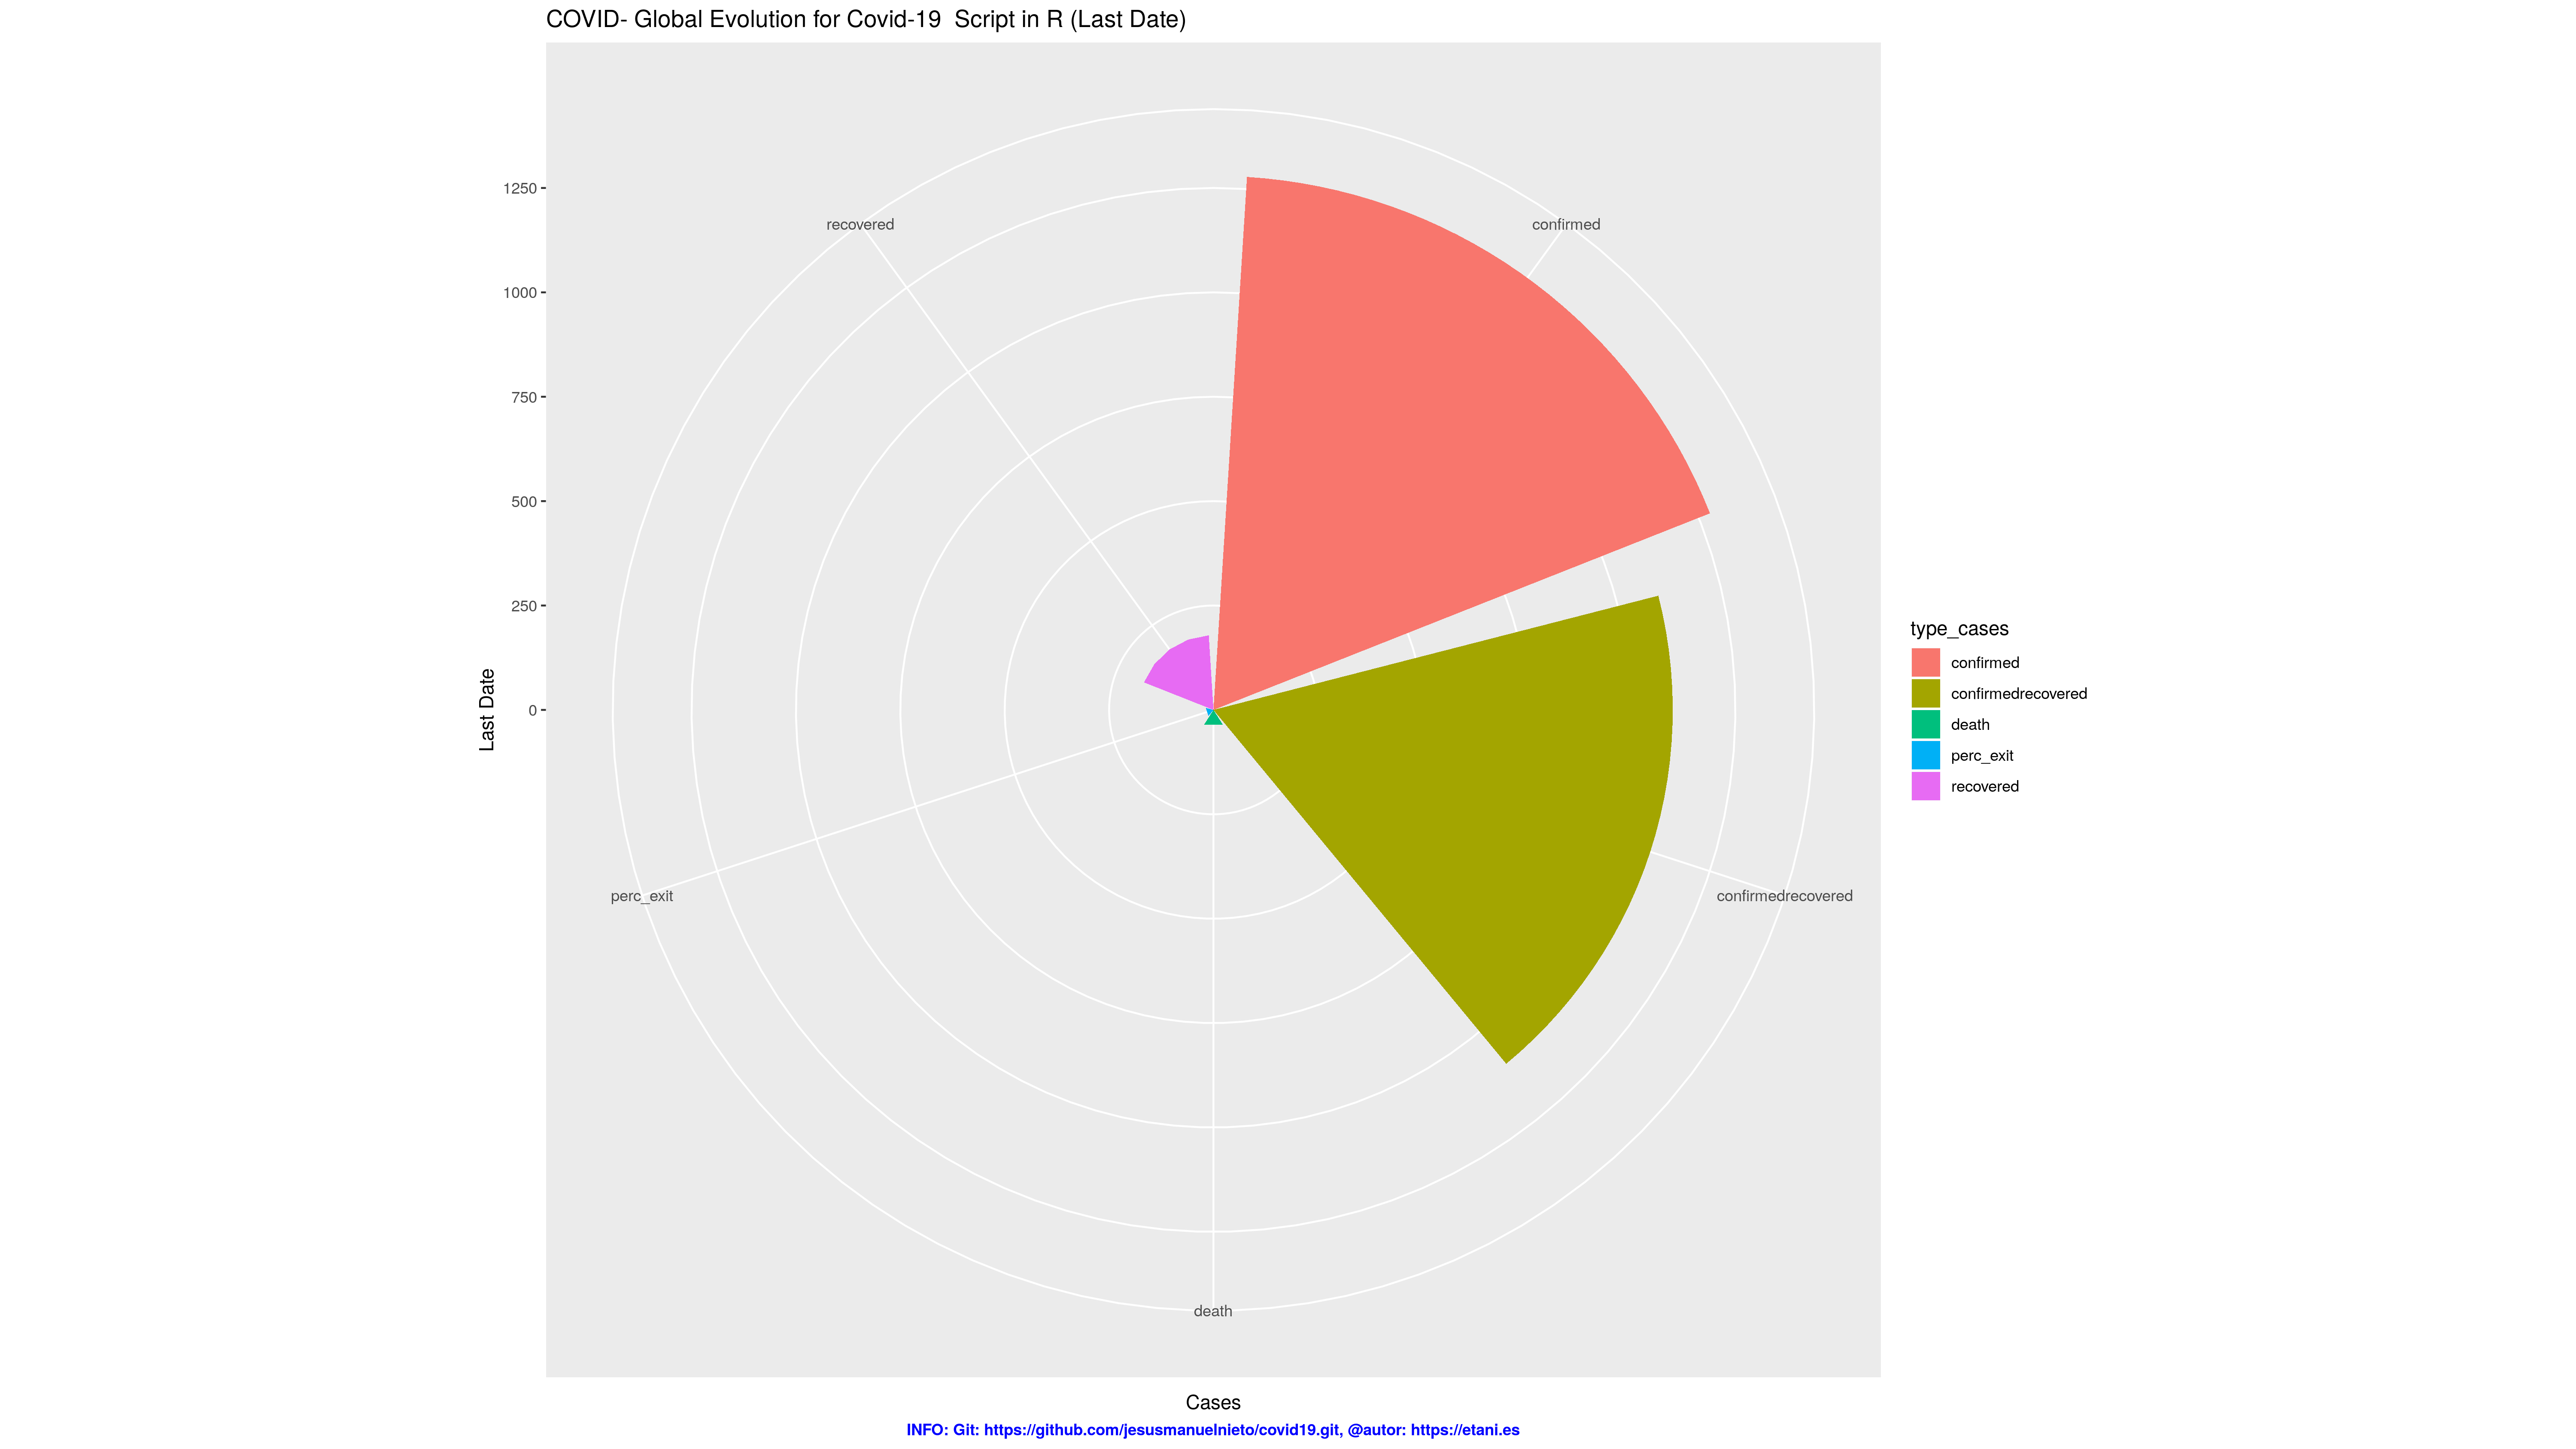 COVID- Global Evolution for Covid-19  Script in R (Last Date)
1250
1000
750
500
250
0
Last Date
recovered
confirmed
perc_exit
confirmedrecovered
death
type_cases
confirmed
confirmedrecovered
death
perc_exit
recovered
Cases
INFO: Git: https://github.com/jesusmanuelnieto/covid19.git, @autor: https://etani.es